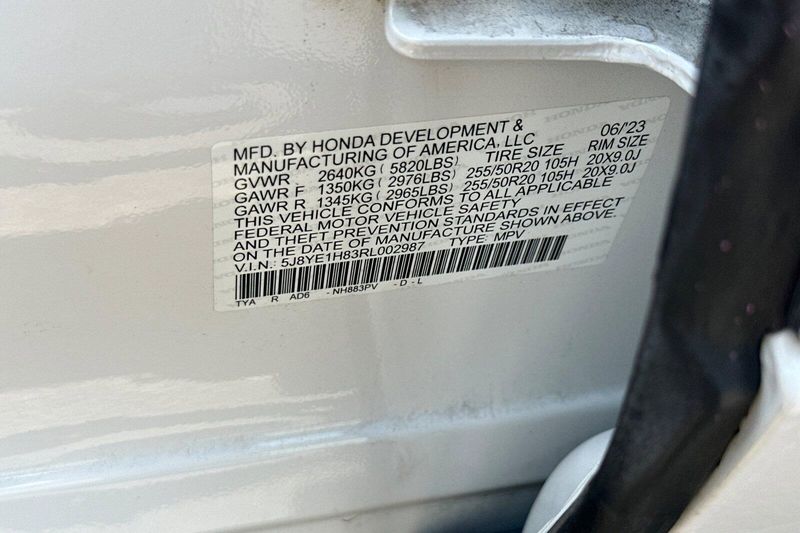 MFD. BY HONDA DEVELOPMENT & 06/'23
MANUFACTURING OF AMERICA, LLC TIRE SIZE RIM SIZE
GVWR 2640KG ( 5820LBS)
GAWR F 1350KG ( 2976LBS) 255/50R20 105H 20X9.0J
GAWR R 1345KG ( 2965LBS) 255/50R20 105H 20X9.0J
THIS VEHICLE CONFORMS TO ALL APPLICABLE
FEDERAL MOTOR VEHICLE SAFETY
AND THEFT PREVENTION STANDARDS IN EFFECT
ON THE DATE OF MANUFACTURE SHOWN ABOVE.
V.I.N.: 5J8YE1H83RL002987 TYPE: MPV
TYA R AD6 -NH883PV - D - L